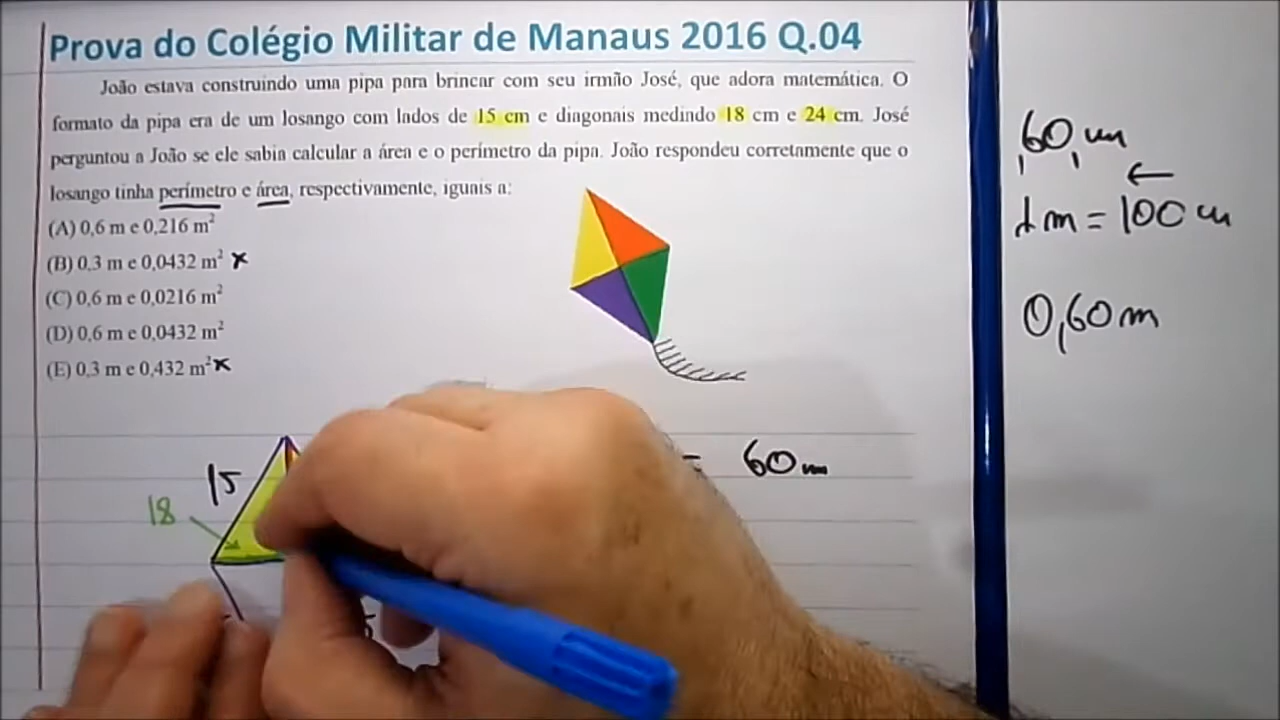 Prova do Colégio Militar de Manaus 2016 Q.04
João estava construindo uma pipa para brincar com seu irmão José, que adora matemática. O
formato da pipa era de um losango com lados de 15 cm e diagonais medindo 18 cm e 24 cm. José
perguntou a João se ele sabia calcular a área e o perímetro da pipa. João respondeu corretamente que o
losango tinha perímetro e área, respectivamente, iguais a:
(A) 0,6 m e 0,216 m²
(B) 0,3 m e 0,0432 m² x
(C) 0,6 m e 0,0216 m²
(D) 0,6 m e 0,0432 m²
(E) 0,3 m e 0,432 m² x
60 cm
1 m = 100 cm
0,60 m
15
18
= 60 m